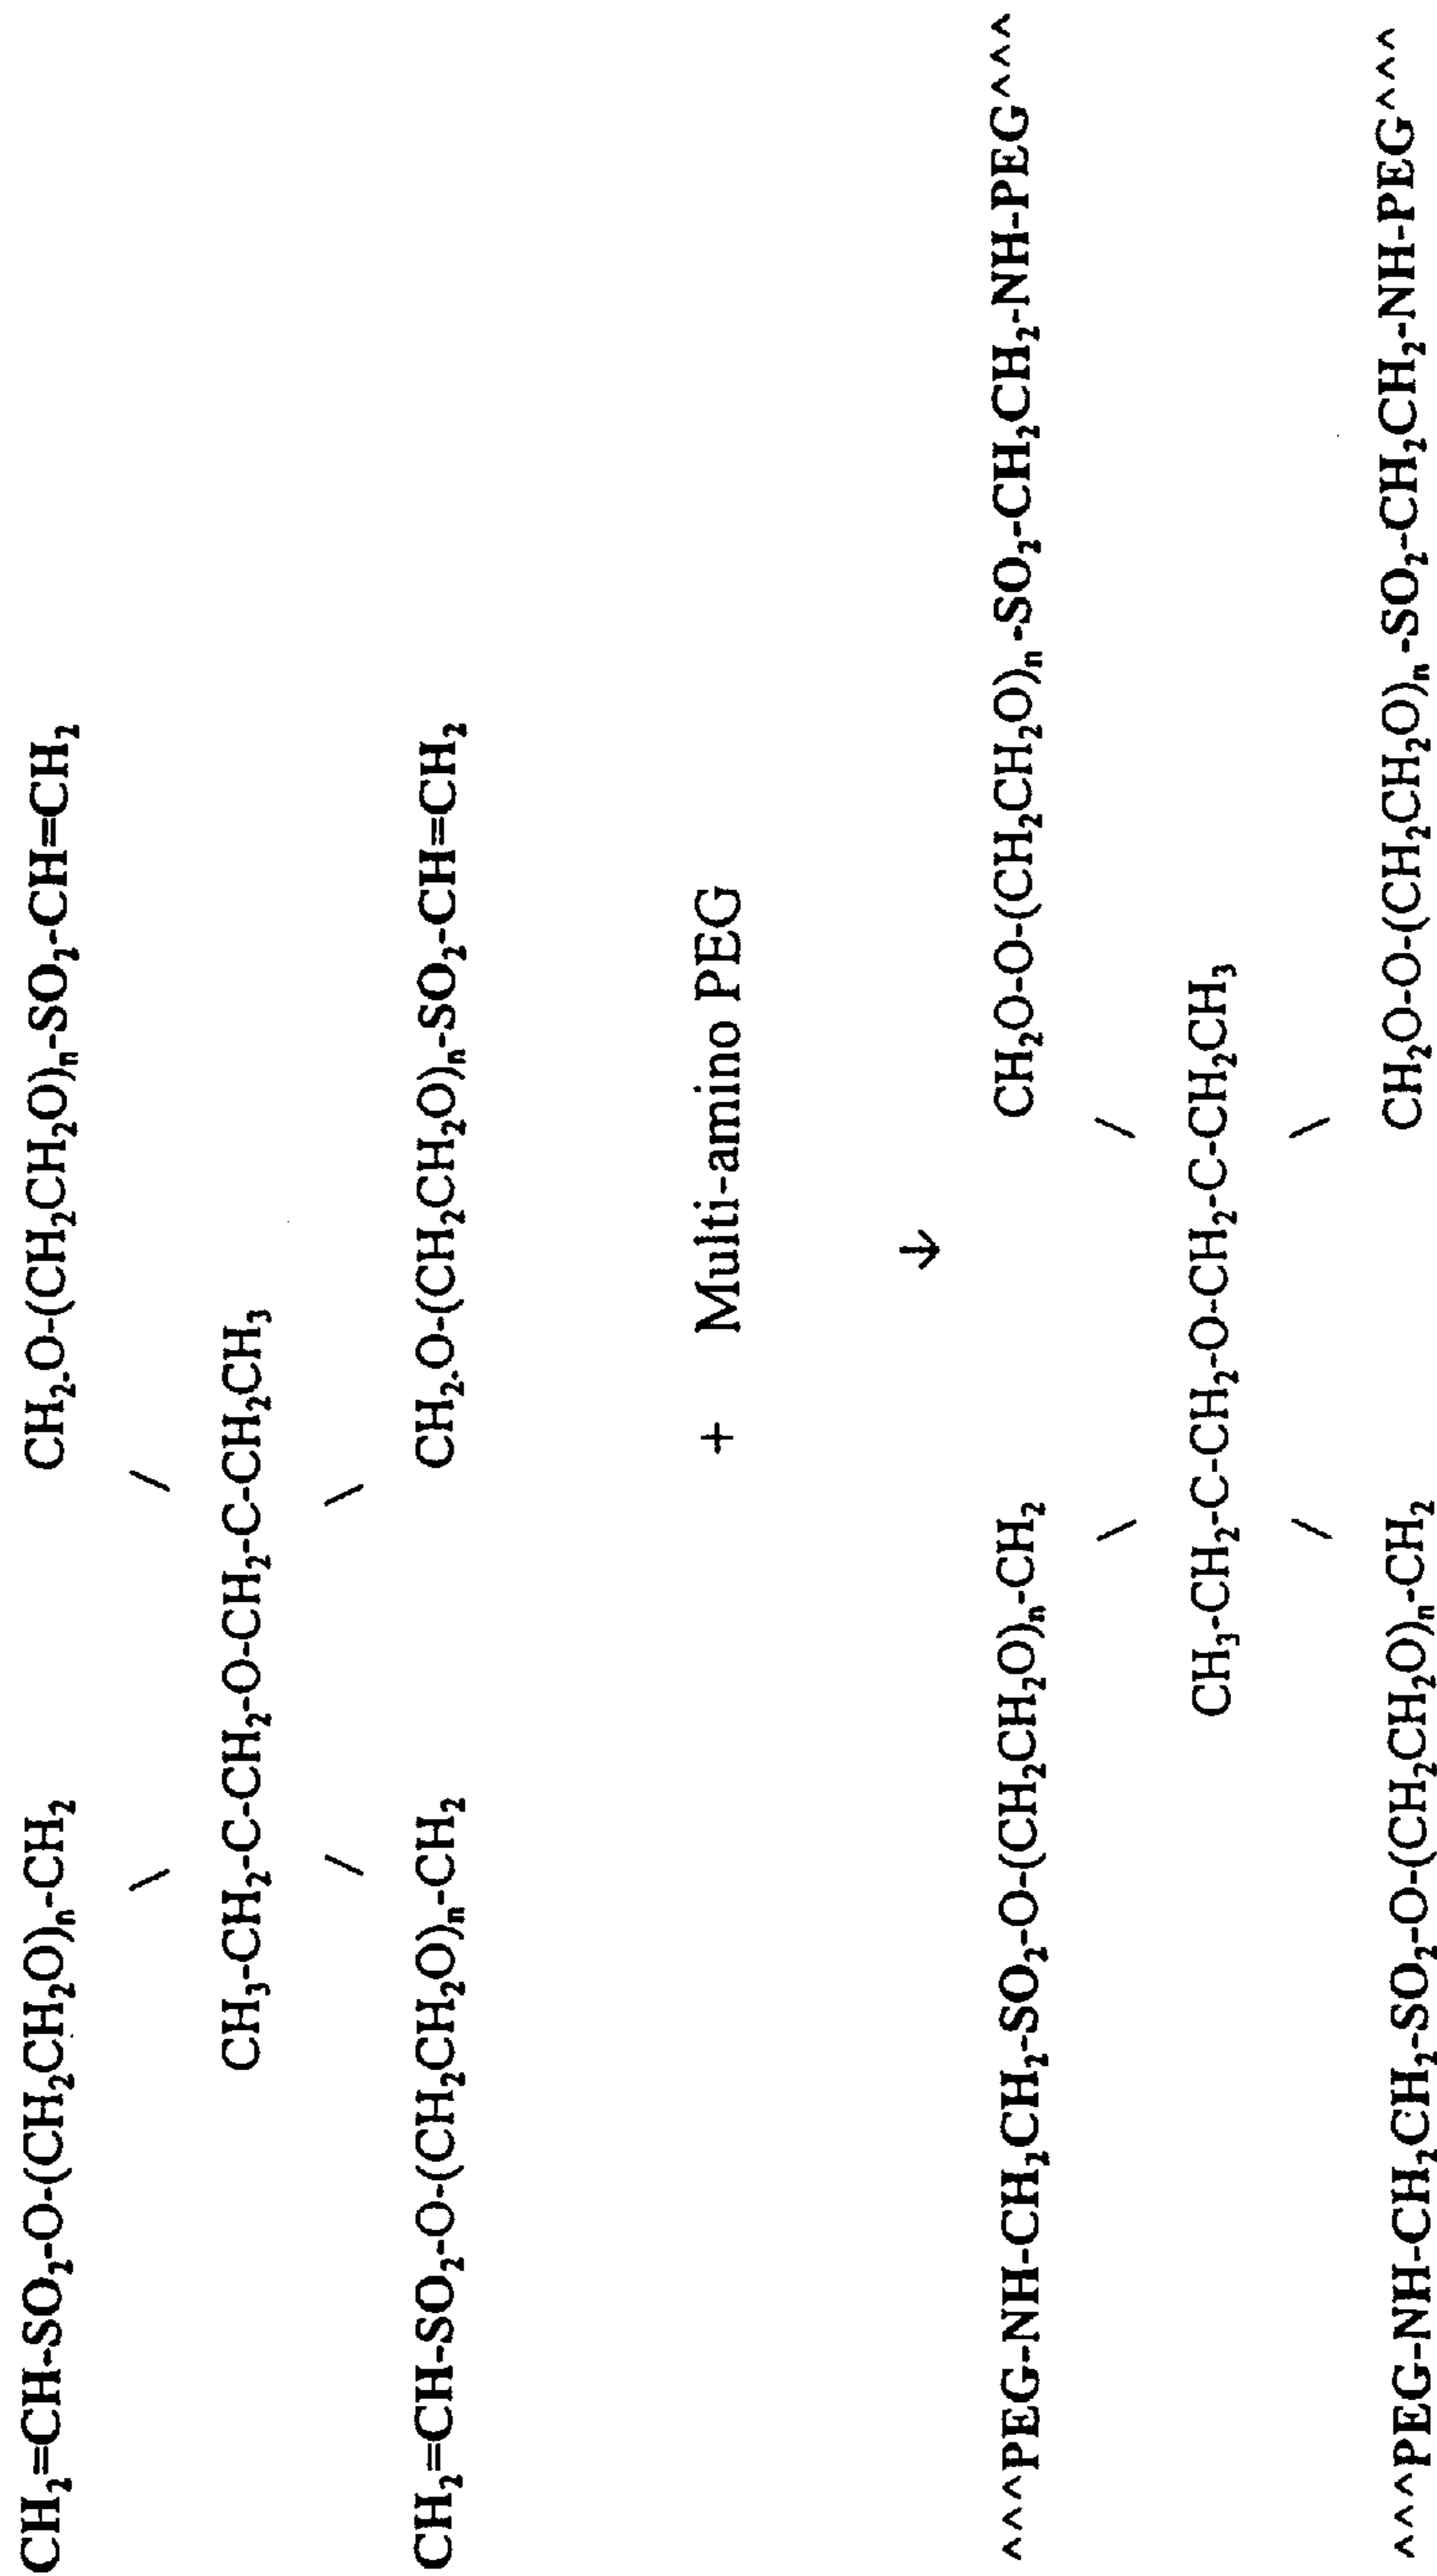 CH₂=CH-SO₂-O-(CH₂CH₂O)ₙ-CH₂ CH₂-O-(CH₂CH₂O)ₙ-SO₂-CH=CH₂
\ /
CH₃-CH₂-C-CH₂-O-CH₂-C-CH₂CH₃
/ \
CH₂=CH-SO₂-O-(CH₂CH₂O)ₙ-CH₂ CH₂-O-(CH₂CH₂O)ₙ-SO₂-CH=CH₂
+ Multi-amino PEG
↓
^^^PEG-NH-CH₂CH₂-SO₂-O-(CH₂CH₂O)ₙ-CH₂ CH₂O-O-(CH₂CH₂O)ₙ-SO₂-CH₂CH₂-NH-PEG^^^
\ /
CH₃-CH₂-C-CH₂-O-CH₂-C-CH₂CH₃
/ \
^^^PEG-NH-CH₂CH₂-SO₂-O-(CH₂CH₂O)ₙ-CH₂ CH₂O-O-(CH₂CH₂O)ₙ-SO₂-CH₂CH₂-NH-PEG^^^